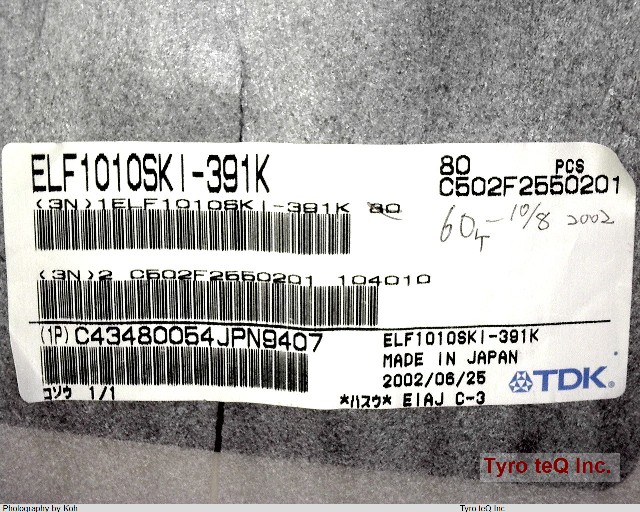 ELF1010SKI-391K
80 PCS
C502F2550201
(3N)1ELF1010SKI-391K 80
60 10/8 2002
(3N)2 C502F2550201 104010
(1P) C43480054JPN9407
ELF1010SKI-391K
MADE IN JAPAN
2002/06/25
TDK®
コソウ 1/1
*ハスウ* EIAJ C-3
Tyro teQ Inc.
Photography by Koh
Tyro teQ Inc